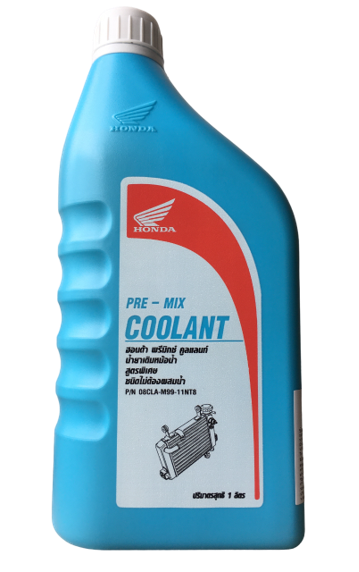 HONDA
HONDA
PRE - MIX
COOLANT
ฮอนด้า พรีมิกซ์ คูลแลนท์
น้ำยาเติมหม้อน้ำ
สูตรพิเศษ
ชนิดไม่ต้องผสมน้ำ
P/N 08CLA-M99-11NT8
ปริมาตรสุทธิ 1 ลิตร